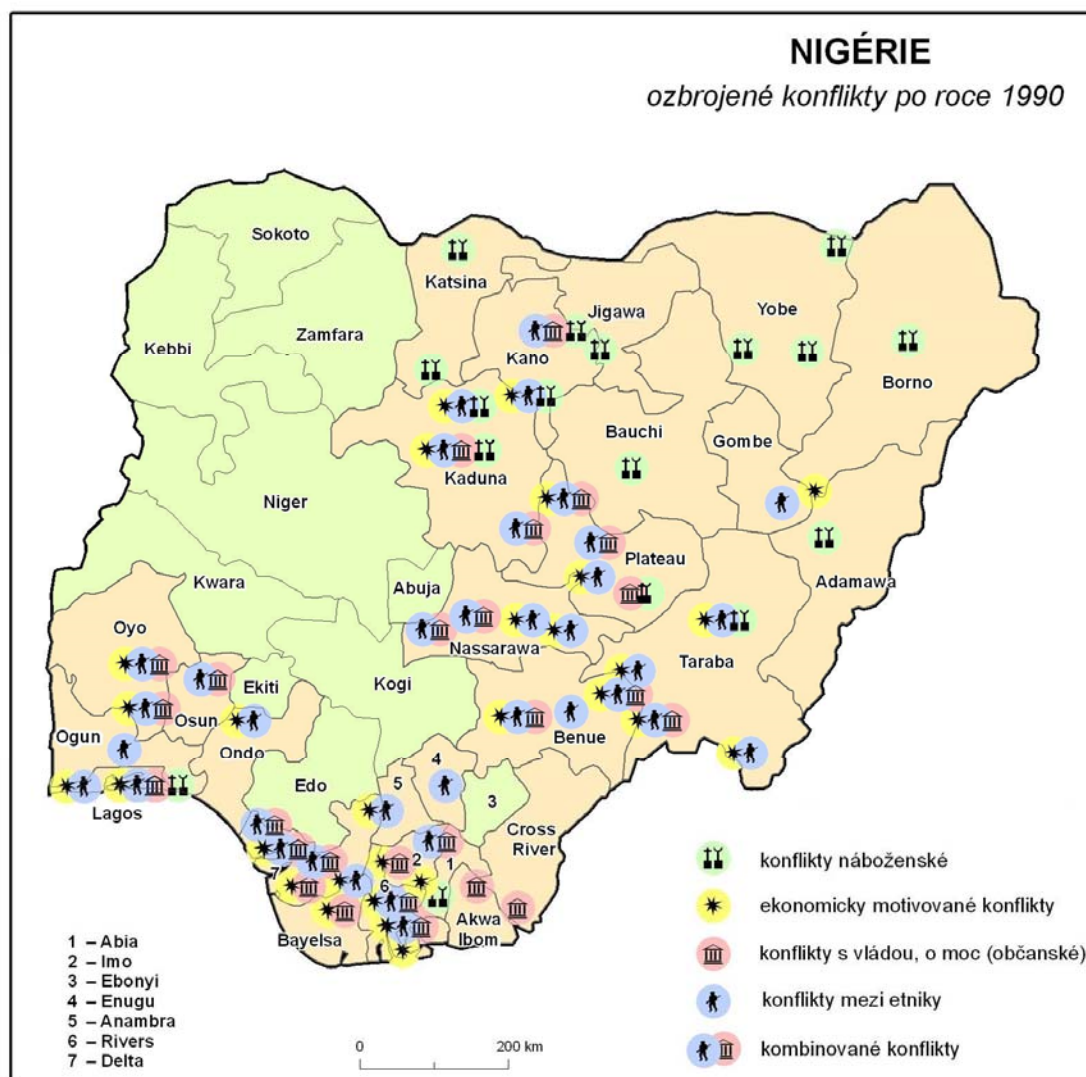 NIGÉRIE
ozbrojené konflikty po roce 1990
Sokoto
Katsina
Zamfara
Kebbi
Jigawa
Yobe
Kano
Borno
Bauchi
Gombe
Kaduna
Niger
Plateau
Adamawa
Kwara
Abuja
Oyo
Nassarawa
Taraba
Kogi
Ekiti
Osun
Ogun
Ondo
Benue
4
5
Edo
3
Lagos
Cross
River
2
1
7
6
Akwa
Ibom
Bayelsa
konflikty náboženské
ekonomicky motivované konflikty
konflikty s vládou, o moc (občanské)
konflikty mezi etniky
kombinované konflikty
1 – Abia
2 – Imo
3 – Ebonyi
4 – Enugu
5 – Anambra
6 – Rivers
7 – Delta
0 200 km